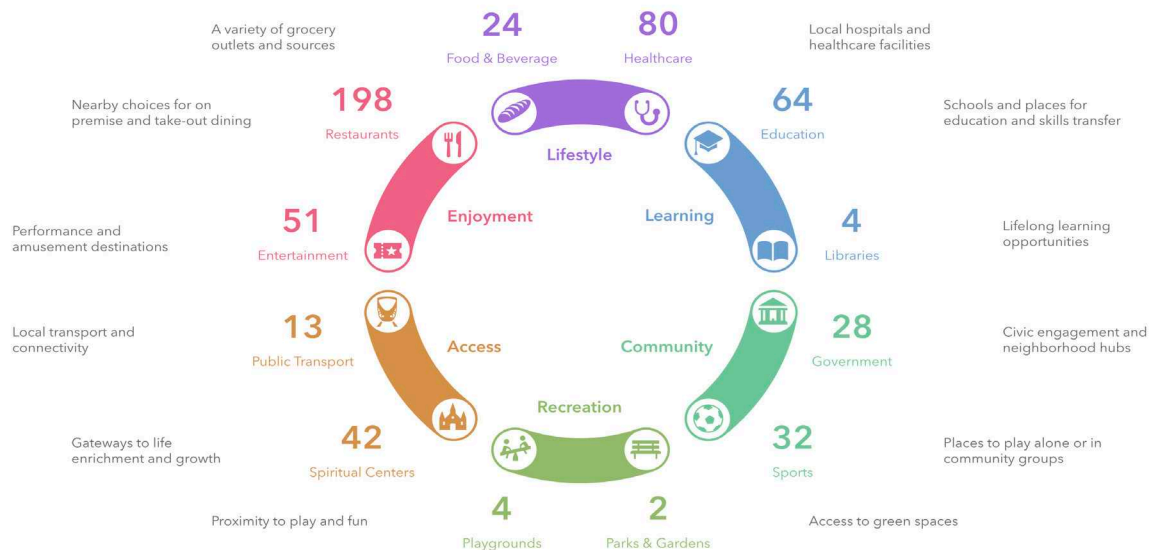 A variety of grocery
outlets and sources
24
Food & Beverage
80
Healthcare
Local hospitals and
healthcare facilities
Nearby choices for on
premise and take-out dining
198
Restaurants
Lifestyle
64
Education
Schools and places for
education and skills transfer
Performance and
amusement destinations
51
Entertainment
Enjoyment
Learning
4
Libraries
Lifelong learning
opportunities
Local transport and
connectivity
13
Public Transport
Access
Community
28
Government
Civic engagement and
neighborhood hubs
Gateways to life
enrichment and growth
42
Spiritual Centers
Recreation
32
Sports
Places to play alone or in
community groups
Proximity to play and fun
4
Playgrounds
2
Parks & Gardens
Access to green spaces